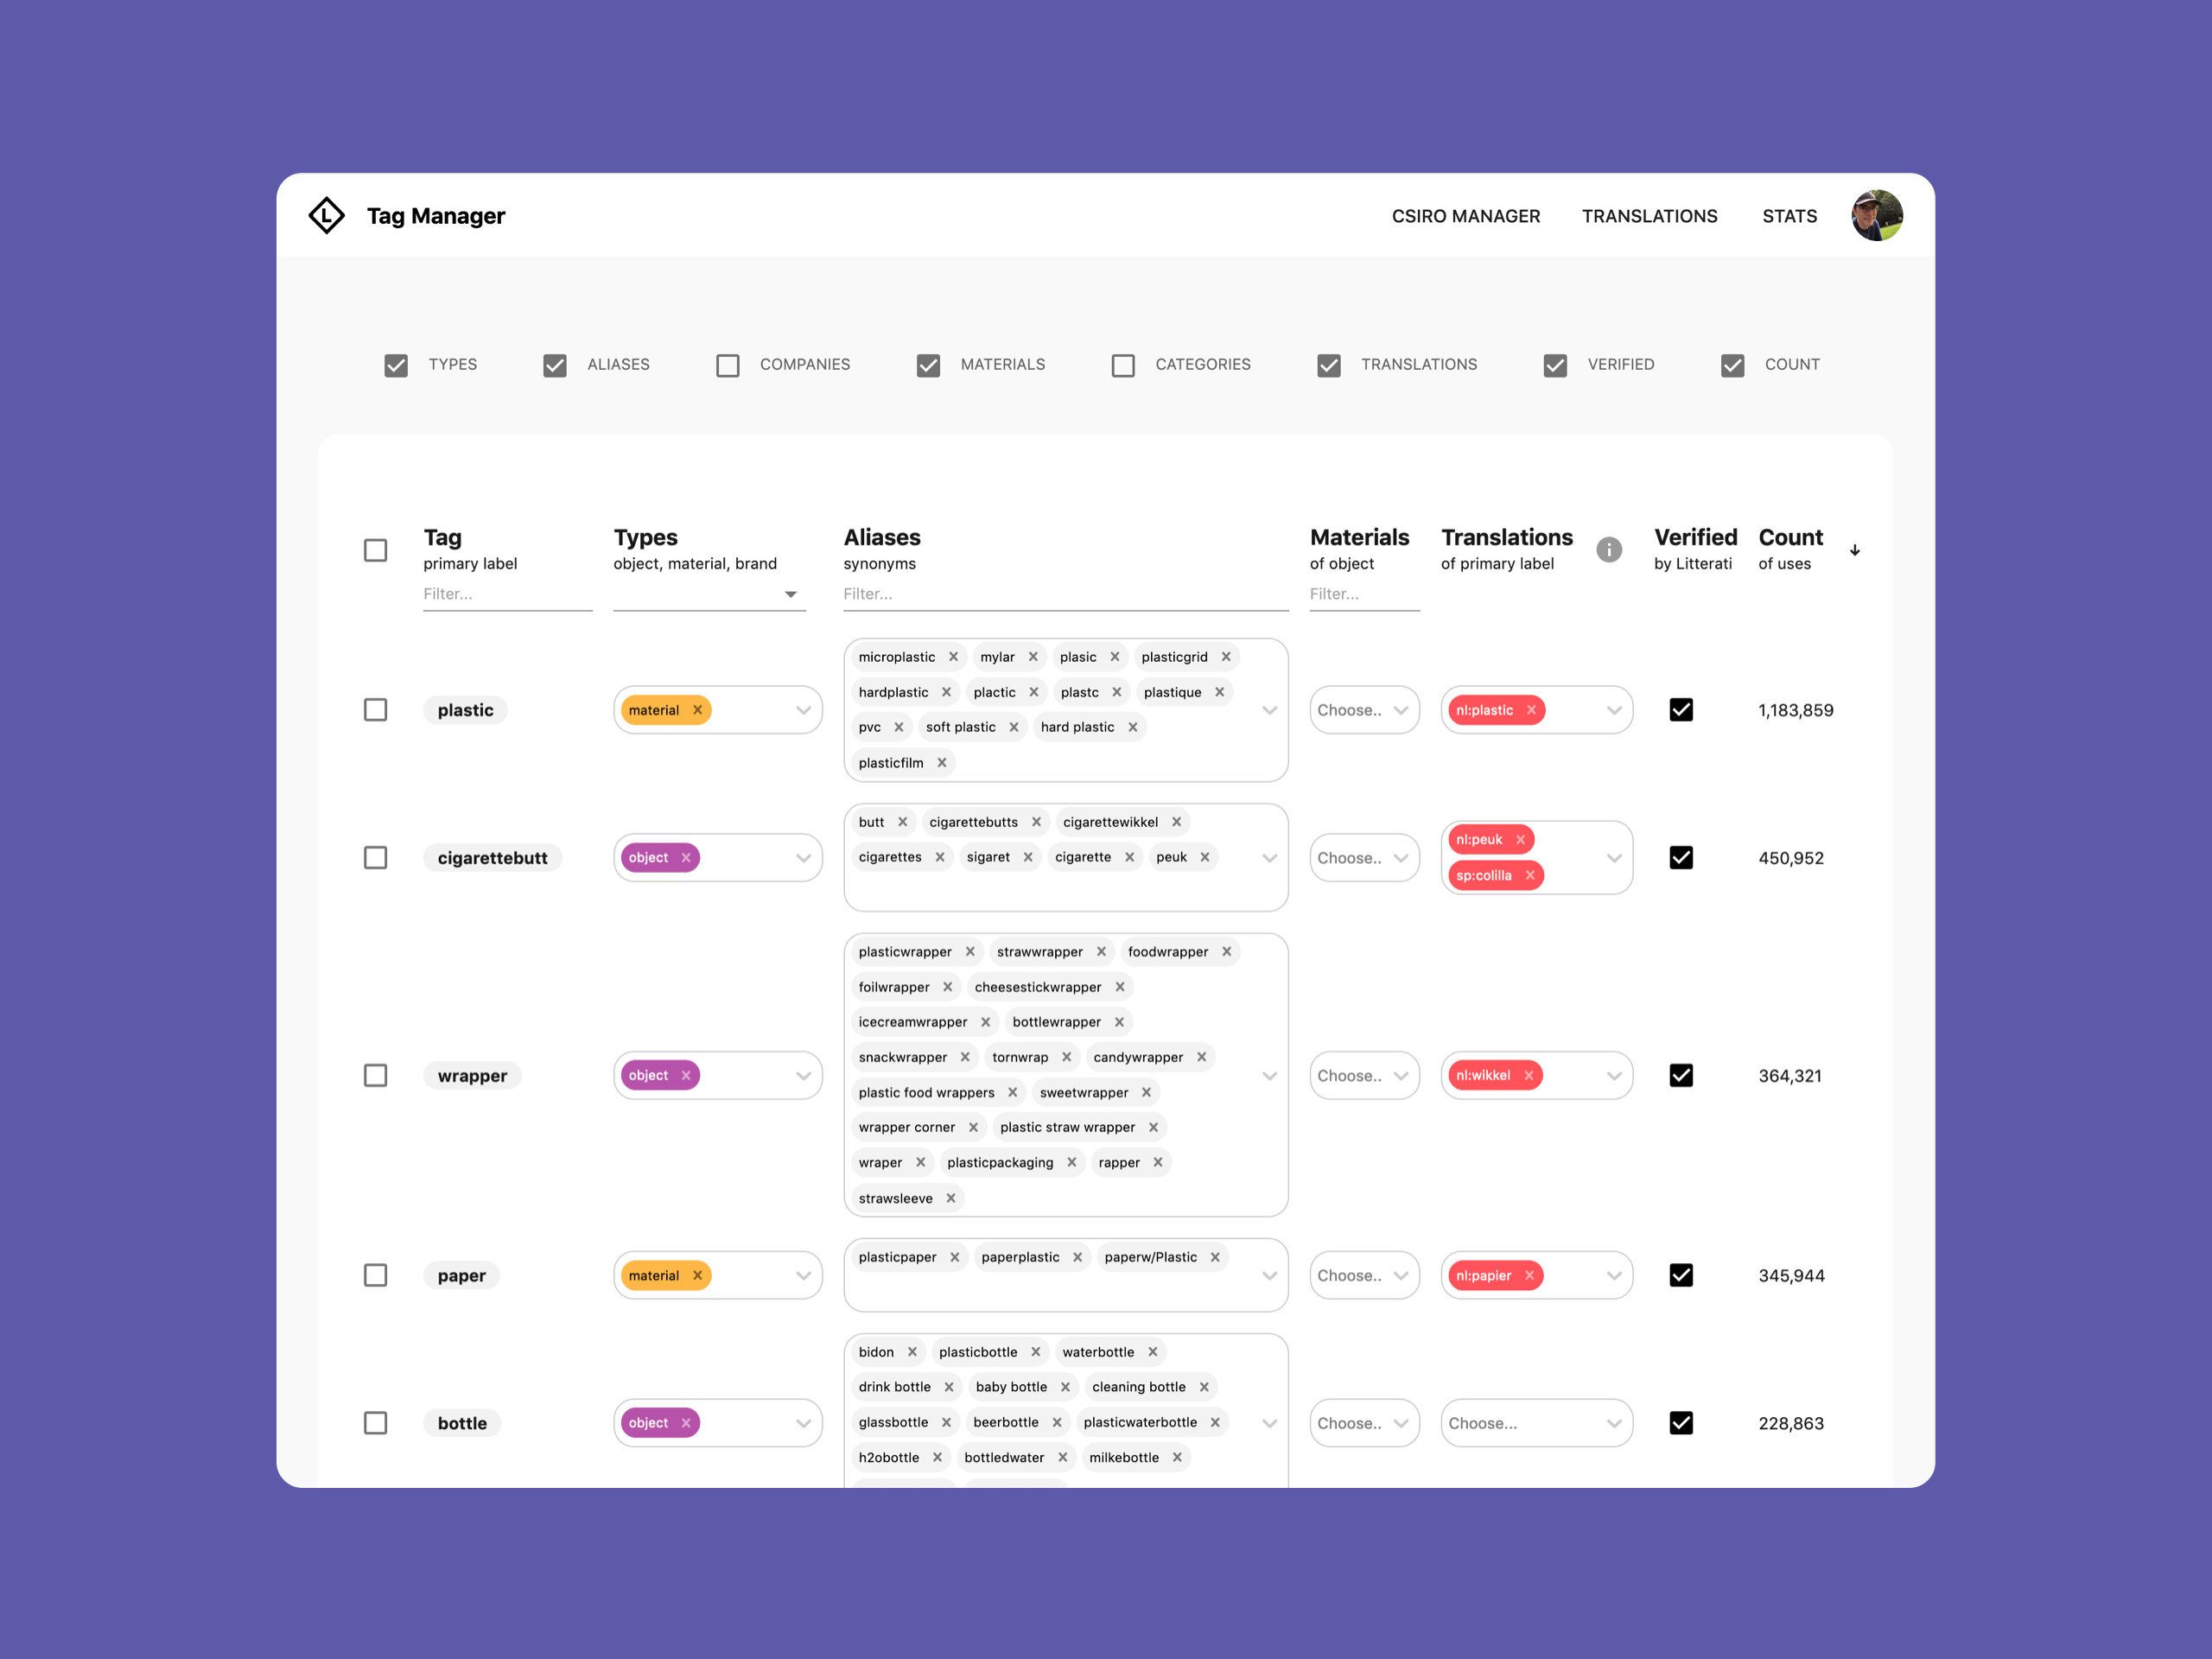 L Tag Manager CSIRO MANAGER TRANSLATIONS STATS
TYPES ALIASES COMPANIES MATERIALS CATEGORIES TRANSLATIONS VERIFIED COUNT
Tag Types Aliases Materials Translations Verified Count
primary label object, material, brand synonyms of object of primary label by Litterati of uses
Filter... Filter... Filter...
microplastic mylar plasic plasticgrid
hardplastic plactic plastc plastique
plastic material Choose.. nl:plastic 1,183,859
pvc soft plastic hard plastic
plasticfilm
butt cigarettebutts cigarettewikkel
nl:peuk
cigarettebutt object cigarettes sigaret cigarette peuk Choose.. 450,952
sp:colilla
plasticwrapper strawwrapper foodwrapper
foilwrapper cheesestickwrapper
icecreamwrapper bottlewrapper
snackwrapper tornwrap candywrapper
wrapper object Choose.. nl:wikkel 364,321
plastic food wrappers sweetwrapper
wrapper corner plastic straw wrapper
wraper plasticpackaging rapper
strawsleeve
plasticpaper paperplastic paperw/Plastic
paper material Choose.. nl:papier 345,944
bidon plasticbottle waterbottle
drink bottle baby bottle cleaning bottle
bottle object glassbottle beerbottle plasticwaterbottle Choose.. Choose... 228,863
h2obottle bottledwater milkebottle